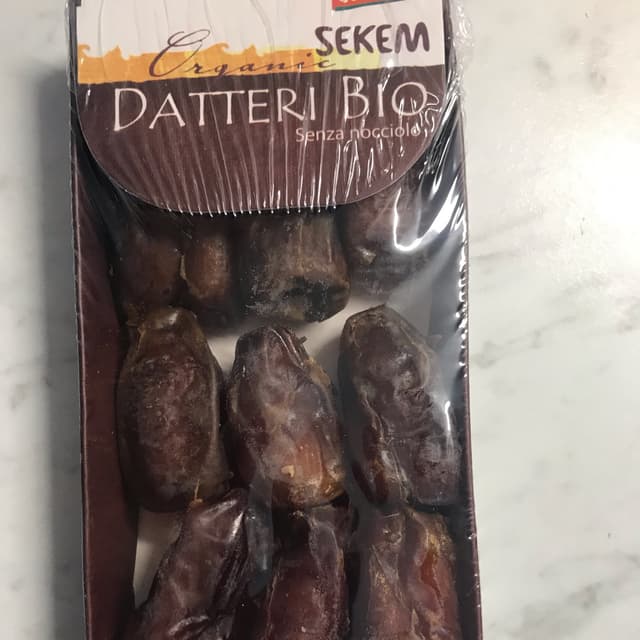 SEKEM
Organic
DATTERI BIO
Senza nocciolo